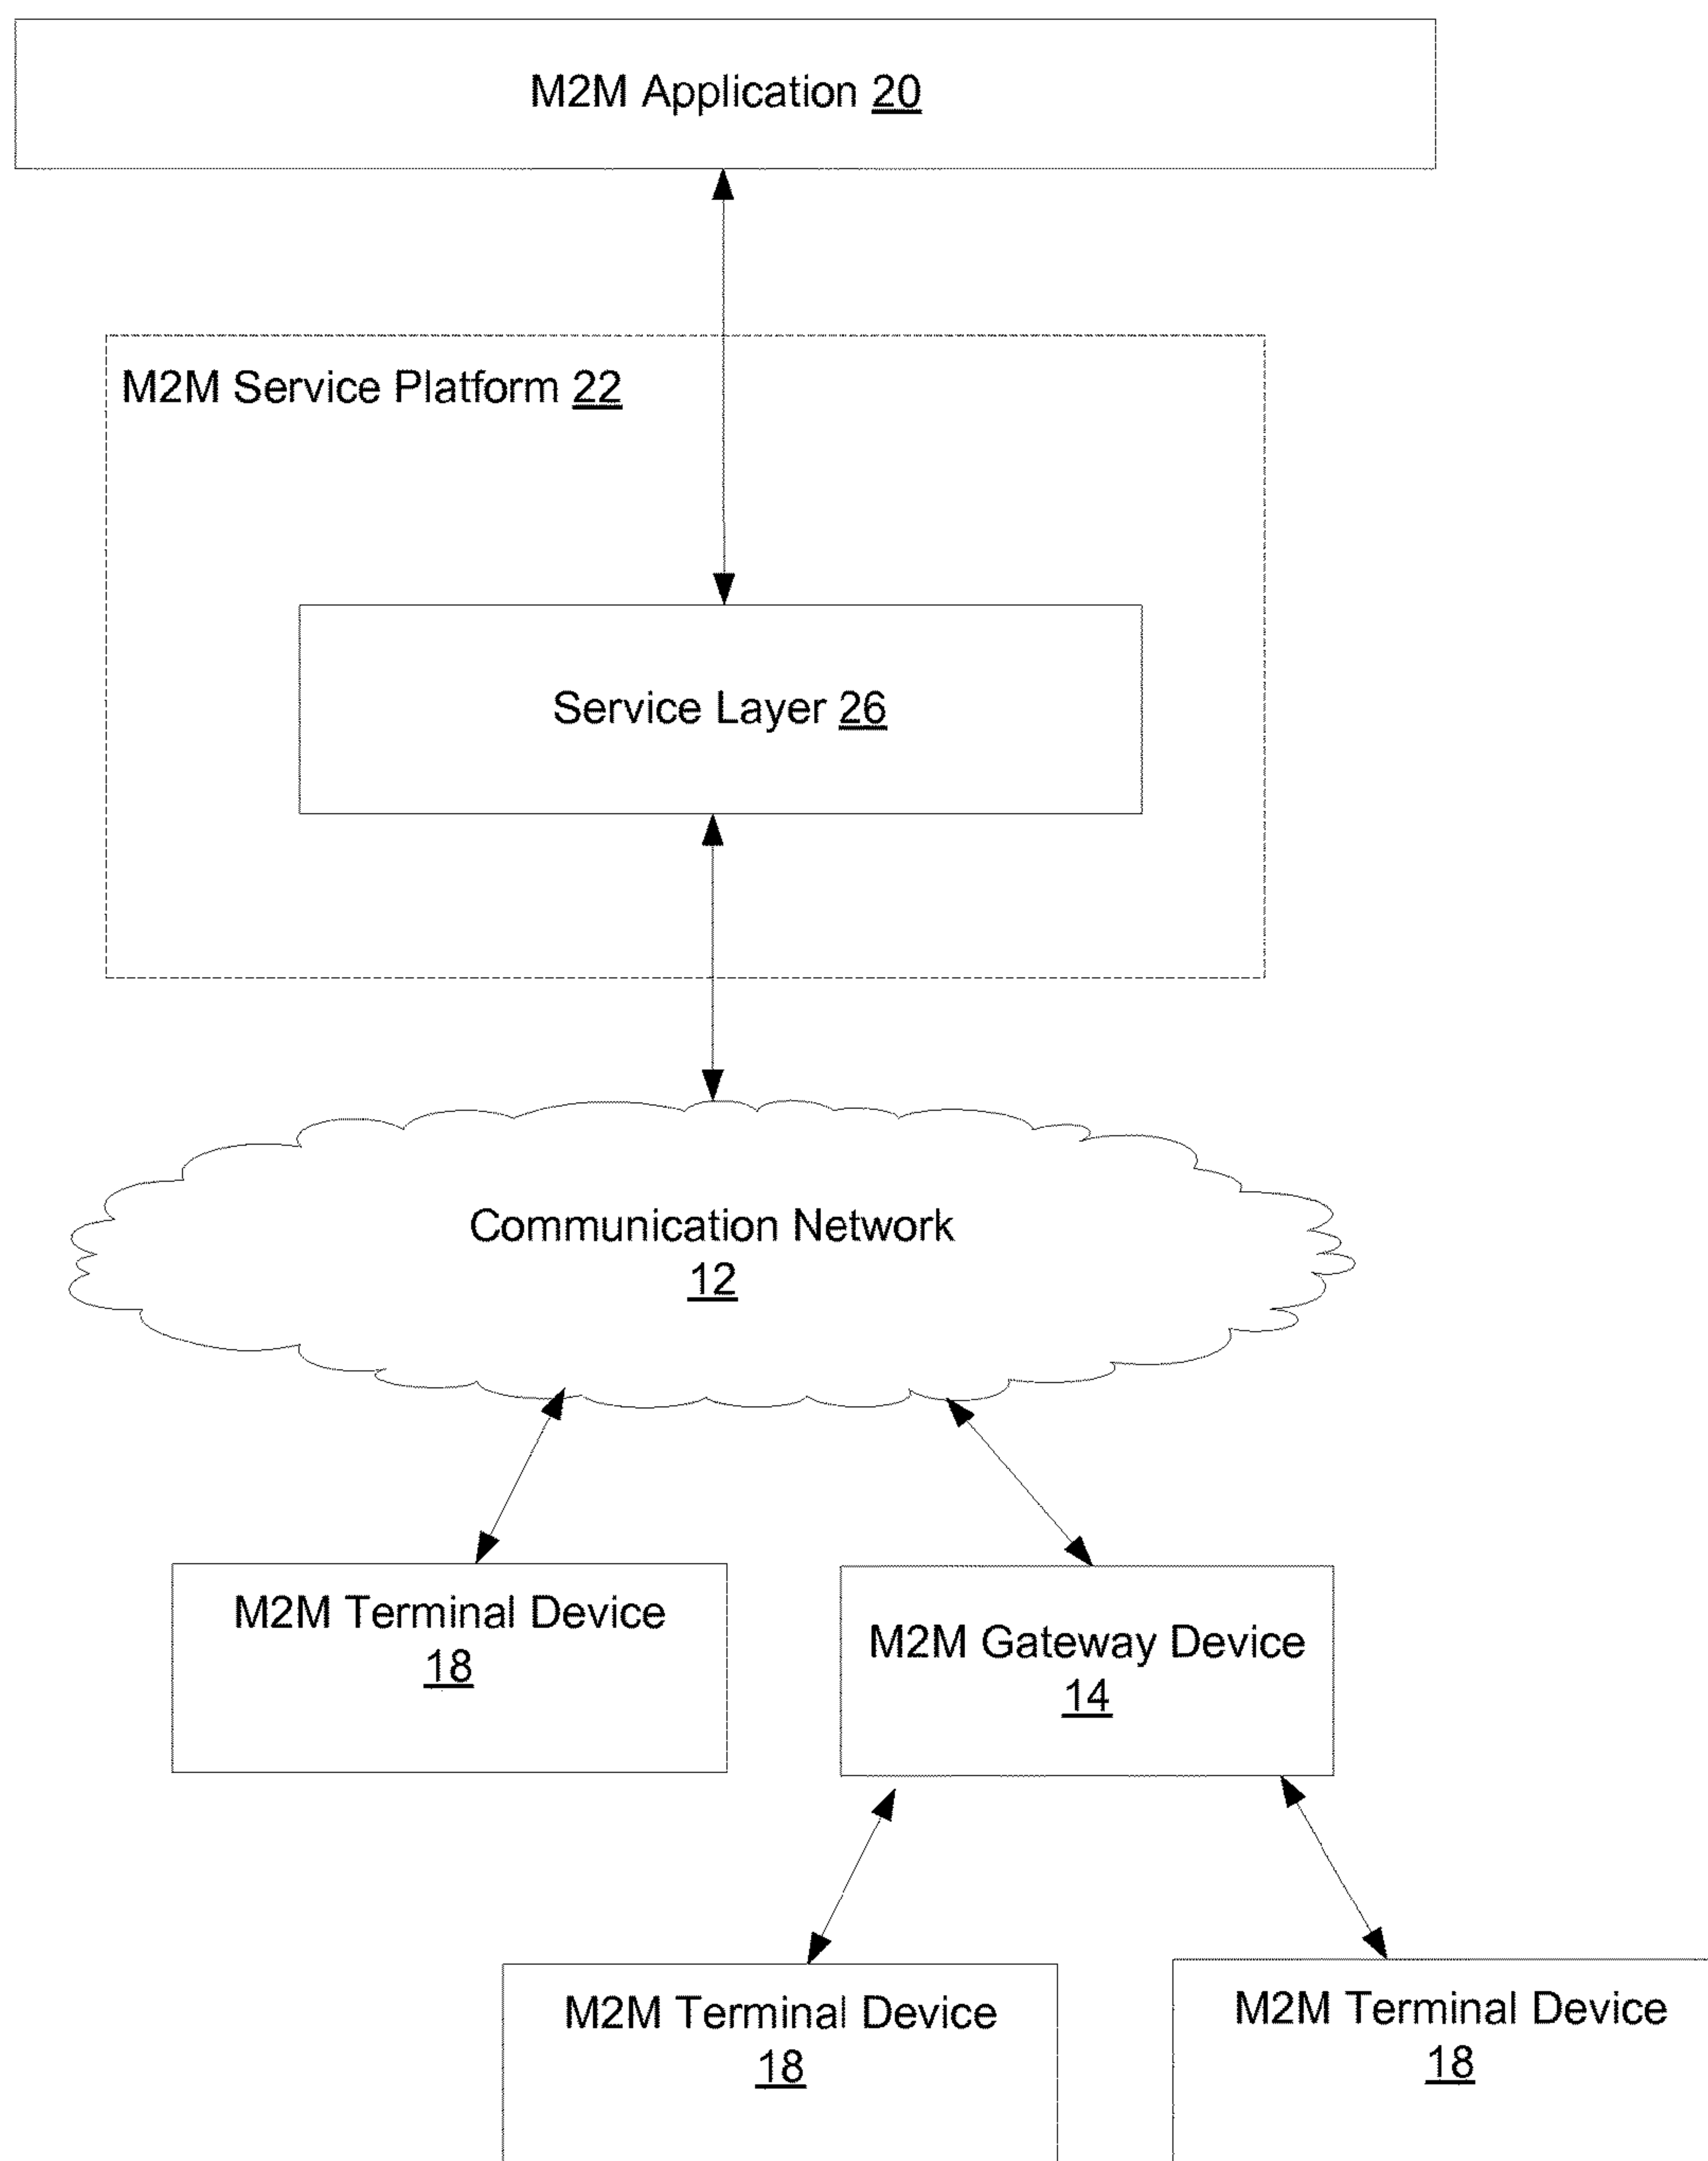 M2M Application 20
M2M Service Platform 22
Service Layer 26
Communication Network
12
M2M Terminal Device
18
M2M Gateway Device
14
M2M Terminal Device
18
M2M Terminal Device
18